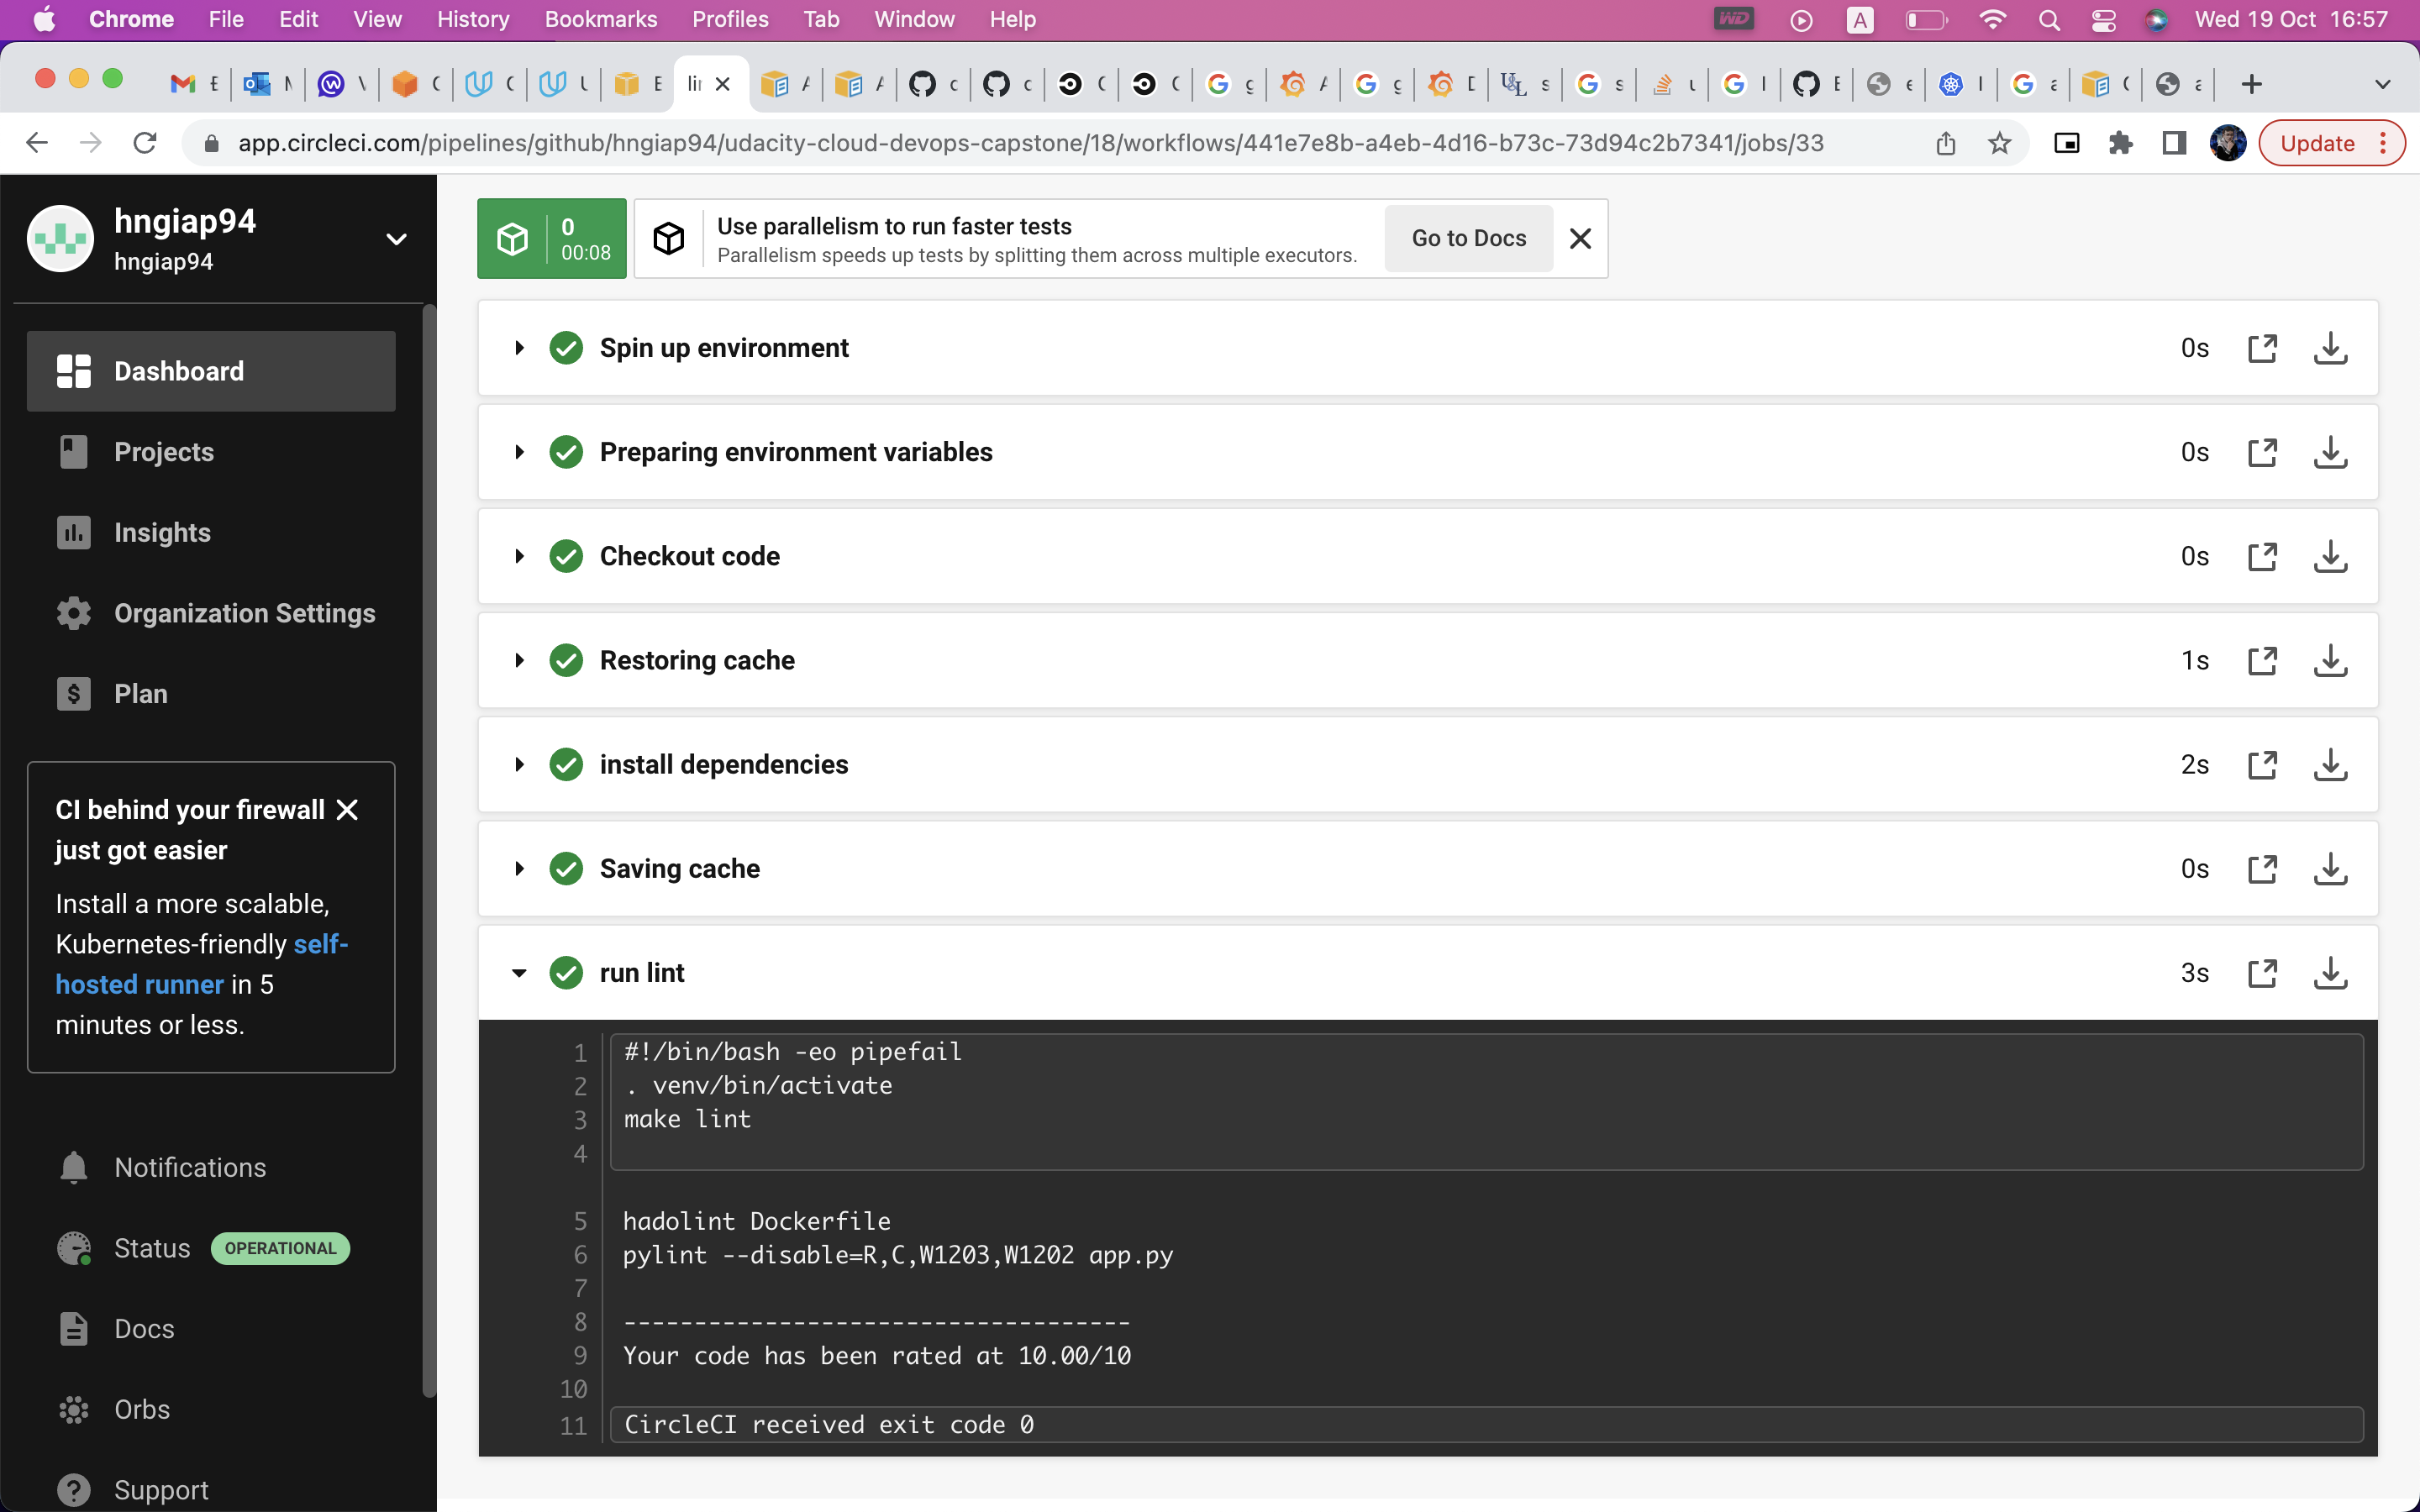 Chrome File Edit View History Bookmarks Profiles Tab Window Help
A
Wed 19 Oct 16:57
app.circleci.com/pipelines/github/hngiap94/udacity-cloud-devops-capstone/18/workflows/441e7e8b-a4eb-4d16-b73c-73d94c2b7341/jobs/33
Update
hngiap94
hngiap94
Dashboard
Projects
Insights
Organization Settings
Plan
CI behind your firewall
just got easier
Install a more scalable,
Kubernetes-friendly self-
hosted runner in 5
minutes or less.
Notifications
Status OPERATIONAL
Docs
Orbs
Support
0
00:08
Use parallelism to run faster tests
Parallelism speeds up tests by splitting them across multiple executors.
Go to Docs
Spin up environment 0s
Preparing environment variables 0s
Checkout code 0s
Restoring cache 1s
install dependencies 2s
Saving cache 0s
run lint 3s
1 #!/bin/bash -eo pipefail
2 . venv/bin/activate
3 make lint
4
5 hadolint Dockerfile
6 pylint --disable=R,C,W1203,W1202 app.py
7
8 ------------------------------------
9 Your code has been rated at 10.00/10
10
11 CircleCI received exit code 0